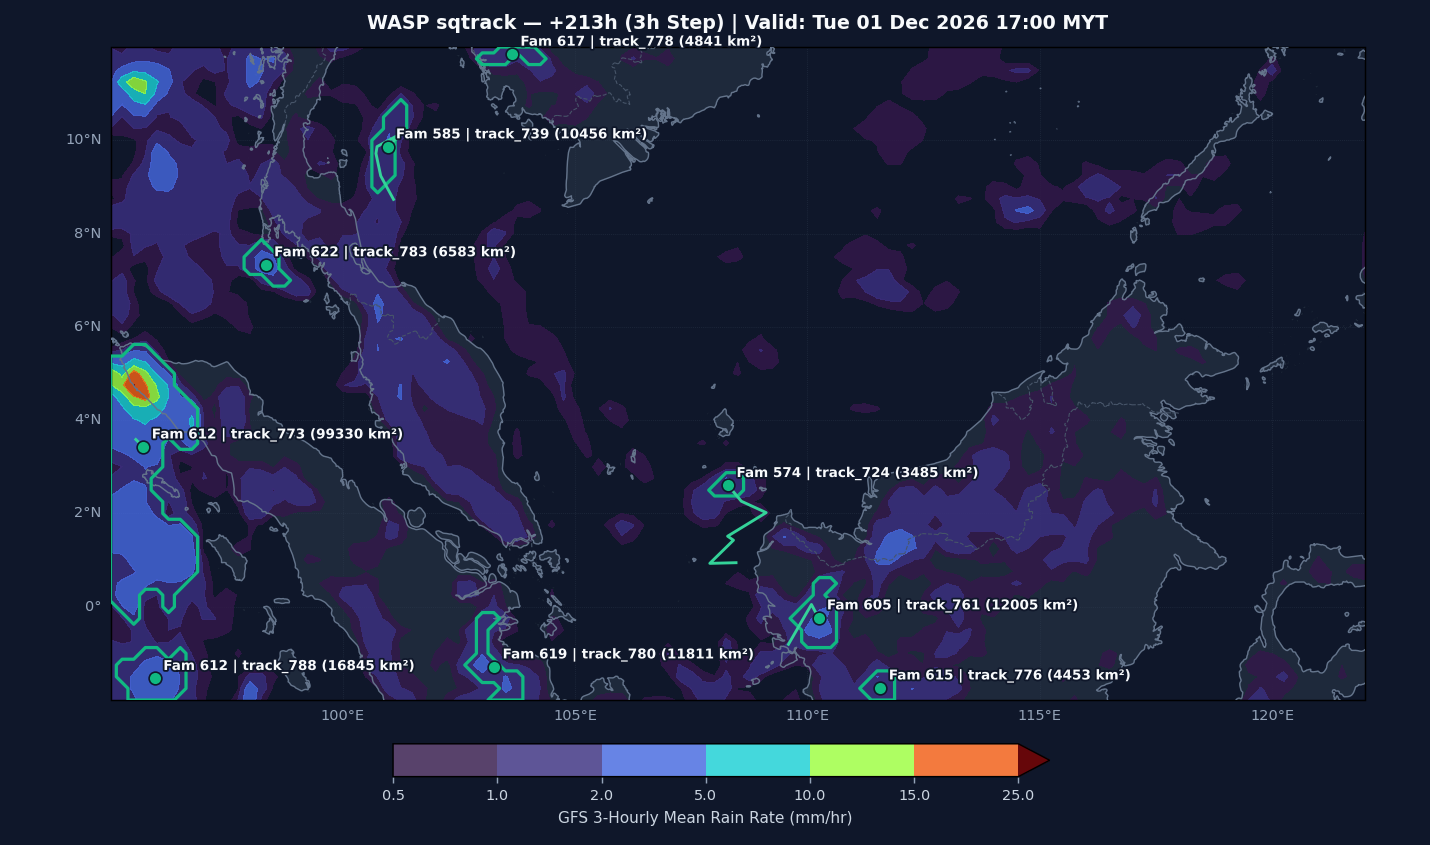 WASP sqtrack — +213h (3h Step) | Valid: Tue 01 Dec 2026 17:00 MYT
Fam 617 | track_778 (4841 km²)
Fam 585 | track_739 (10456 km²)
10°N
8°N
Fam 622 | track_783 (6583 km²)
6°N
4°N
Fam 612 | track_773 (99330 km²)
Fam 574 | track_724 (3485 km²)
2°N
0°
Fam 605 | track_761 (12005 km²)
Fam 619 | track_780 (11811 km²)
Fam 612 | track_788 (16845 km²)
Fam 615 | track_776 (4453 km²)
100°E 105°E 110°E 115°E 120°E
0.5 1.0 2.0 5.0 10.0 15.0 25.0
GFS 3-Hourly Mean Rain Rate (mm/hr)